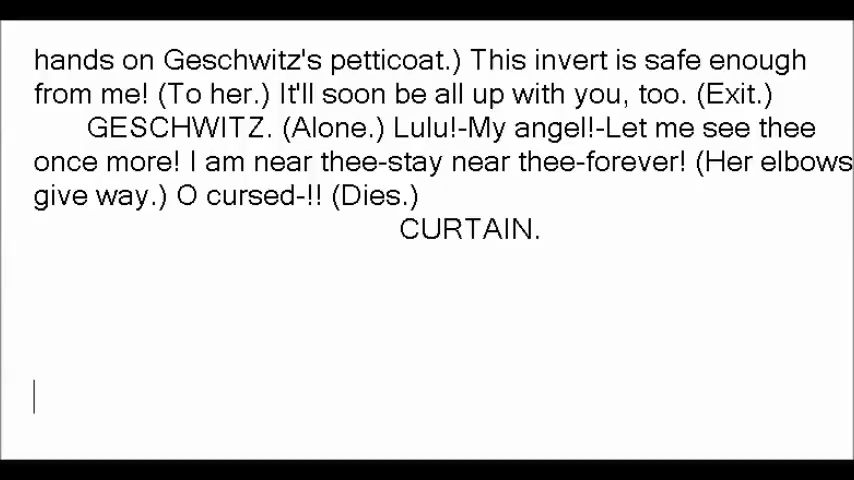 hands on Geschwitz's petticoat.) This invert is safe enough
from me! (To her.) It'll soon be all up with you, too. (Exit.)
GESCHWITZ. (Alone.) Lulu!-My angel!-Let me see thee
once more! I am near thee-stay near thee-forever! (Her elbows
give way.) O cursed-!! (Dies.)
CURTAIN.